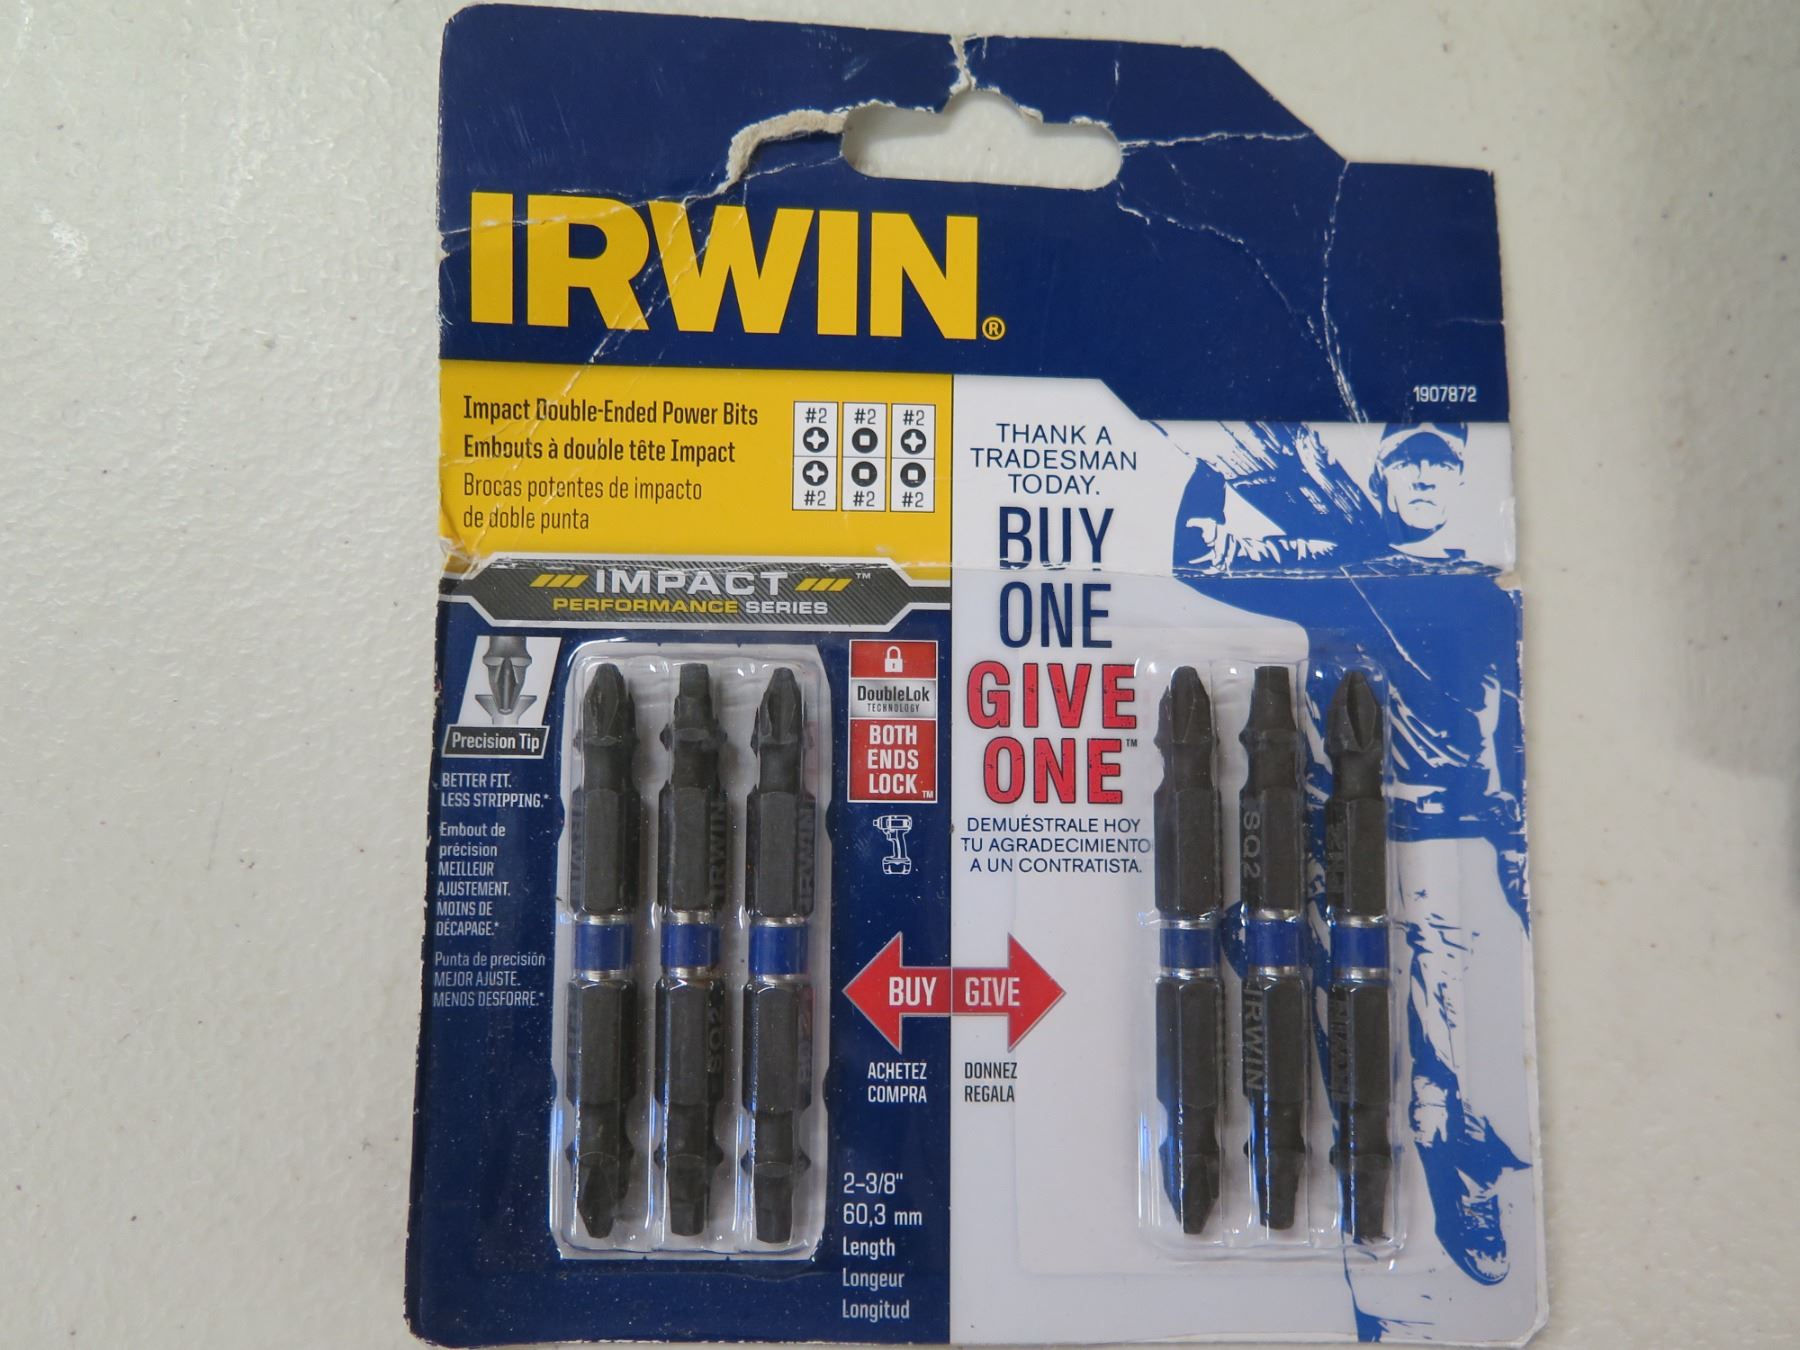 IRWIN®
1907872
Impact Double-Ended Power Bits
Embouts à double tête Impact
Brocas potentes de impacto
de doble punta
#2 #2 #2
#2 #2 #2
IMPACT™
PERFORMANCE SERIES
Precision Tip
BETTER FIT.
LESS STRIPPING.*
Embout de
précision
MEILLEUR
AJUSTEMENT.
MOINS DE
DÉCAPAGE.*
Punta de precisión
MEJOR AJUSTE.
MENOS DESFORRE.*
IRWIN
IRWIN
IRWIN
SQ2
DoubleLok
TECHNOLOGY
BOTH
ENDS
LOCK™
THANK A
TRADESMAN
TODAY.
BUY
ONE
GIVE
ONE™
DEMUÉSTRALE HOY
TU AGRADECIMIENTO
A UN CONTRATISTA.
SQ2
IRWIN
BUY GIVE
ACHETEZ
COMPRA
DONNEZ
REGALA
2-3/8"
60,3 mm
Length
Longeur
Longitud